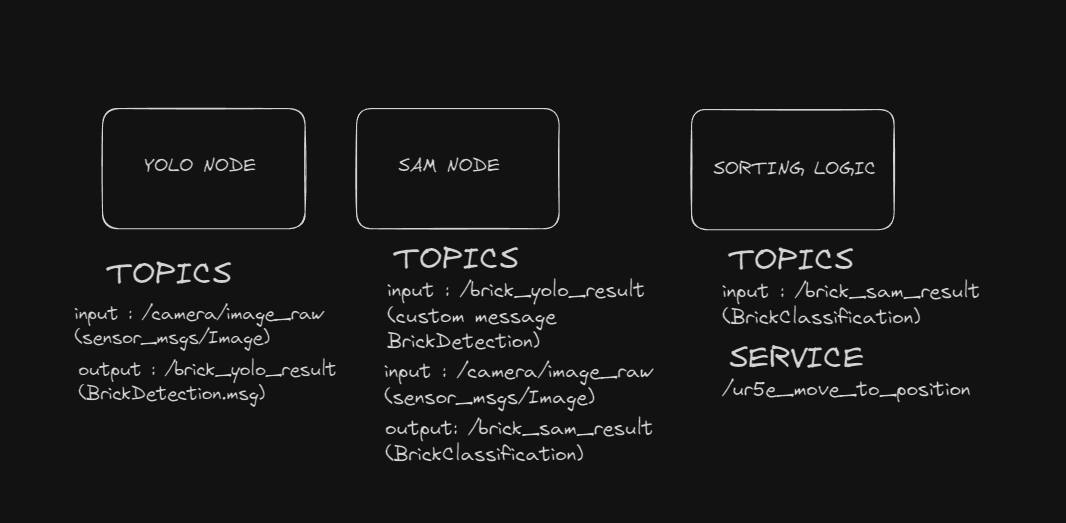 YOLO NODE
TOPICS
input : /camera/image_raw
(sensor_msgs/Image)
output : /brick_yolo_result
(BrickDetection.msg)
SAM NODE
TOPICS
input : /brick_yolo_result
(custom message
BrickDetection)
input : /camera/image_raw
(sensor_msgs/Image)
output: /brick_sam_result
(BrickClassification)
SORTING LOGIC
TOPICS
input : /brick_sam_result
(BrickClassification)
SERVICE
/ur5e_move_to_position